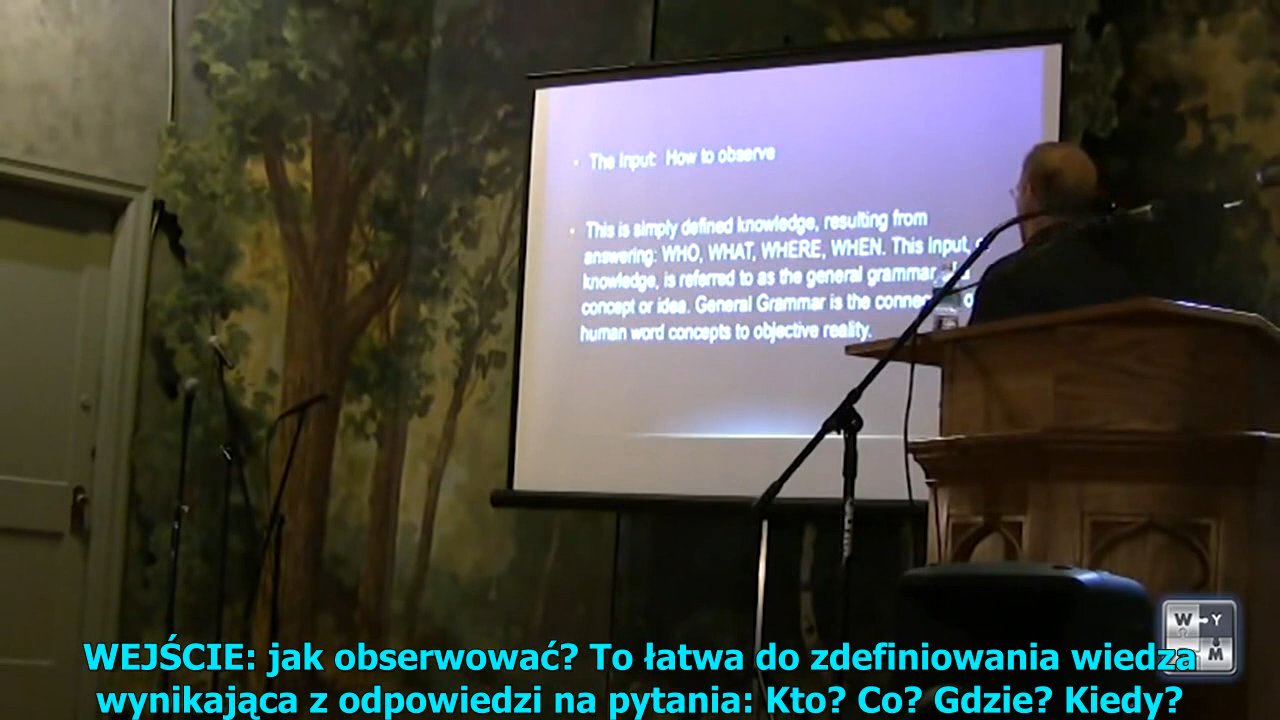 • The Input: How to observe
• This is simply defined knowledge, resulting from
answering: WHO, WHAT, WHERE, WHEN. This Input,
knowledge, is referred to as the general grammar
concept or idea. General Grammar is the
human word concepts to objective reality.
W Y
M
WEJŚCIE: jak obserwować? To łatwa do zdefiniowania wiedza
wynikająca z odpowiedzi na pytania: Kto? Co? Gdzie? Kiedy?